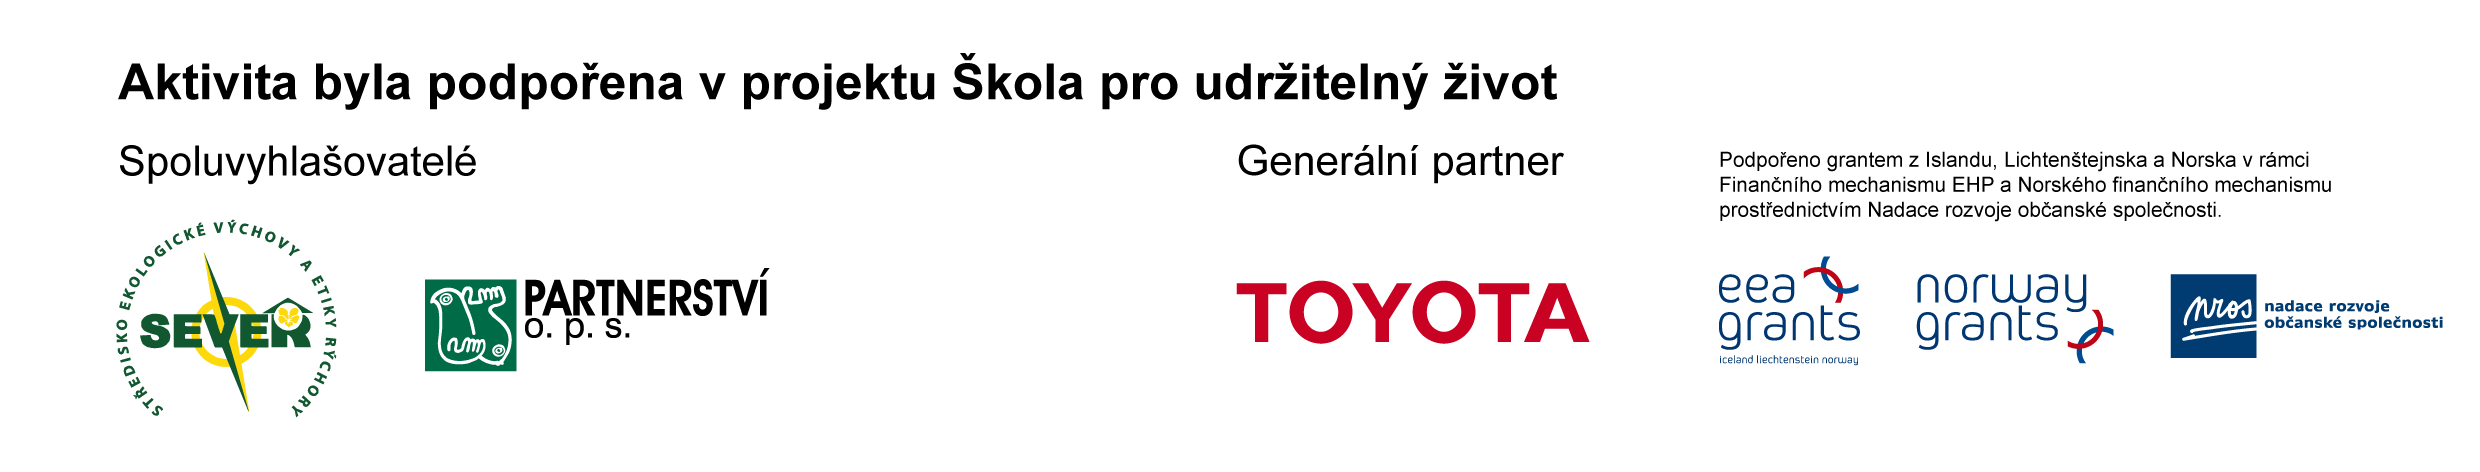 Aktivita byla podpořena v projektu Škola pro udržitelný život
Spoluvyhlašovatelé
STŘEDISKO EKOLOGICKÉ VÝCHOVY A ETIKY RÝCHORY
SEVER
PARTNERSTVÍ
o. p. s.
Generální partner
TOYOTA
Podpořeno grantem z Islandu, Lichtenštejnska a Norska v rámci
Finančního mechanismu EHP a Norského finančního mechanismu
prostřednictvím Nadace rozvoje občanské společnosti.
eea
grants
iceland liechtenstein norway
norway
grants
nros
nadace rozvoje
občanské společnosti